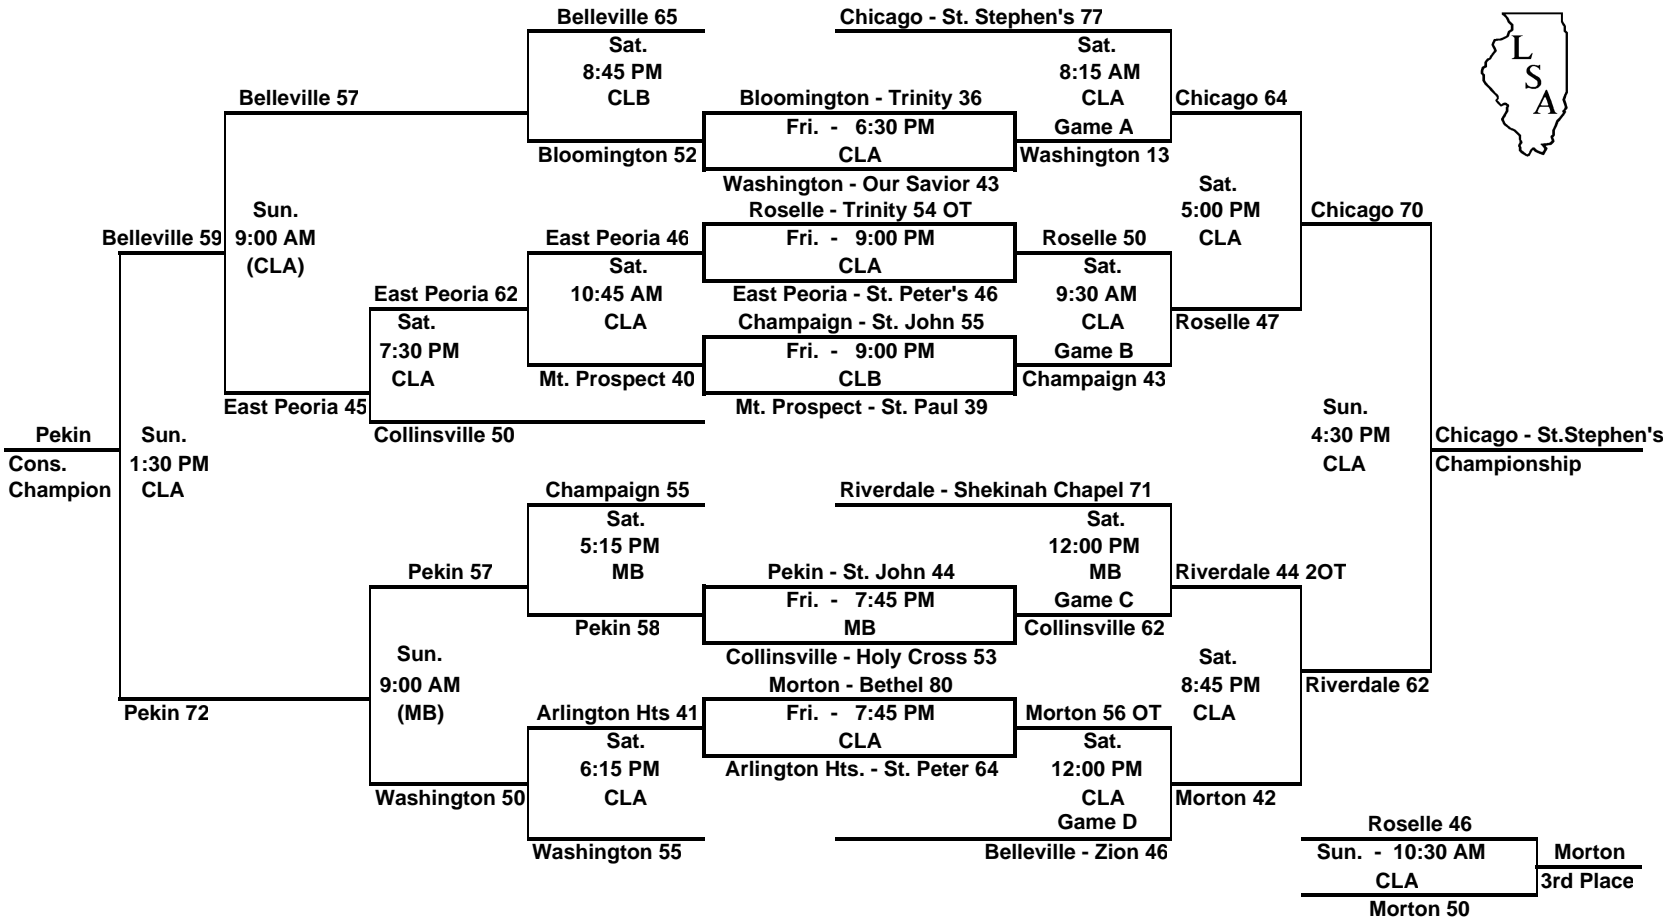 Belleville 65
Chicago - St. Stephen's 77
Sat.
8:45 PM
CLB
Sat.
8:15 AM
CLA
Game A
L
S
A
Belleville 57
Bloomington - Trinity 36
Fri. - 6:30 PM
CLA
Chicago 64
Bloomington 52
Washington 13
Washington - Our Savior 43
Sun.
9:00 AM
(CLA)
Roselle - Trinity 54 OT
Sat.
5:00 PM
CLA
Chicago 70
Belleville 59
East Peoria 46
Fri. - 9:00 PM
CLA
Roselle 50
Sat.
10:45 AM
CLA
East Peoria - St. Peter's 46
Sat.
9:30 AM
CLA
Game B
East Peoria 62
Sat.
7:30 PM
CLA
Champaign - St. John 55
Roselle 47
Fri. - 9:00 PM
CLB
Mt. Prospect 40
Champaign 43
East Peoria 45
Mt. Prospect - St. Paul 39
Collinsville 50
Sun.
4:30 PM
CLA
Pekin
Cons.
Champion
Sun.
1:30 PM
CLA
Chicago - St.Stephen's
Championship
Champaign 55
Riverdale - Shekinah Chapel 71
Sat.
5:15 PM
MB
Sat.
12:00 PM
MB
Game C
Pekin 57
Pekin - St. John 44
Riverdale 44 2OT
Fri. - 7:45 PM
MB
Pekin 58
Collinsville 62
Collinsville - Holy Cross 53
Sun.
9:00 AM
(MB)
Morton - Bethel 80
Sat.
8:45 PM
CLA
Riverdale 62
Pekin 72
Arlington Hts 41
Fri. - 7:45 PM
CLA
Morton 56 OT
Sat.
6:15 PM
CLA
Arlington Hts. - St. Peter 64
Sat.
12:00 PM
CLA
Game D
Washington 50
Morton 42
Washington 55
Belleville - Zion 46
Roselle 46
Sun. - 10:30 AM
CLA
Morton
3rd Place
Morton 50